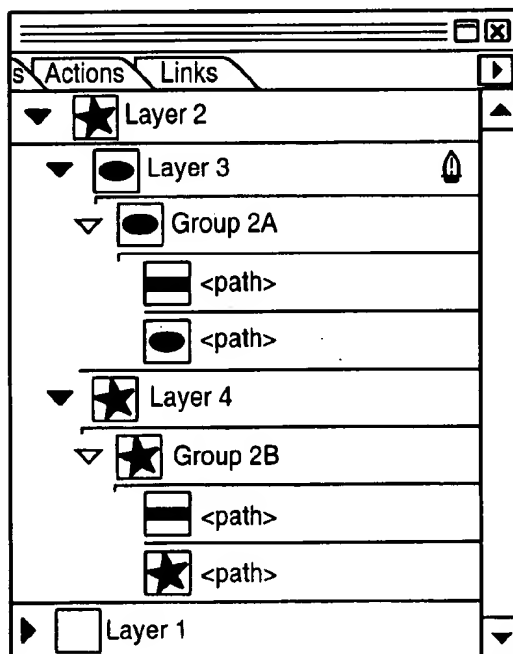 s Actions Links
Layer 2
Layer 3
Group 2A
<path>
<path>
Layer 4
Group 2B
<path>
<path>
Layer 1